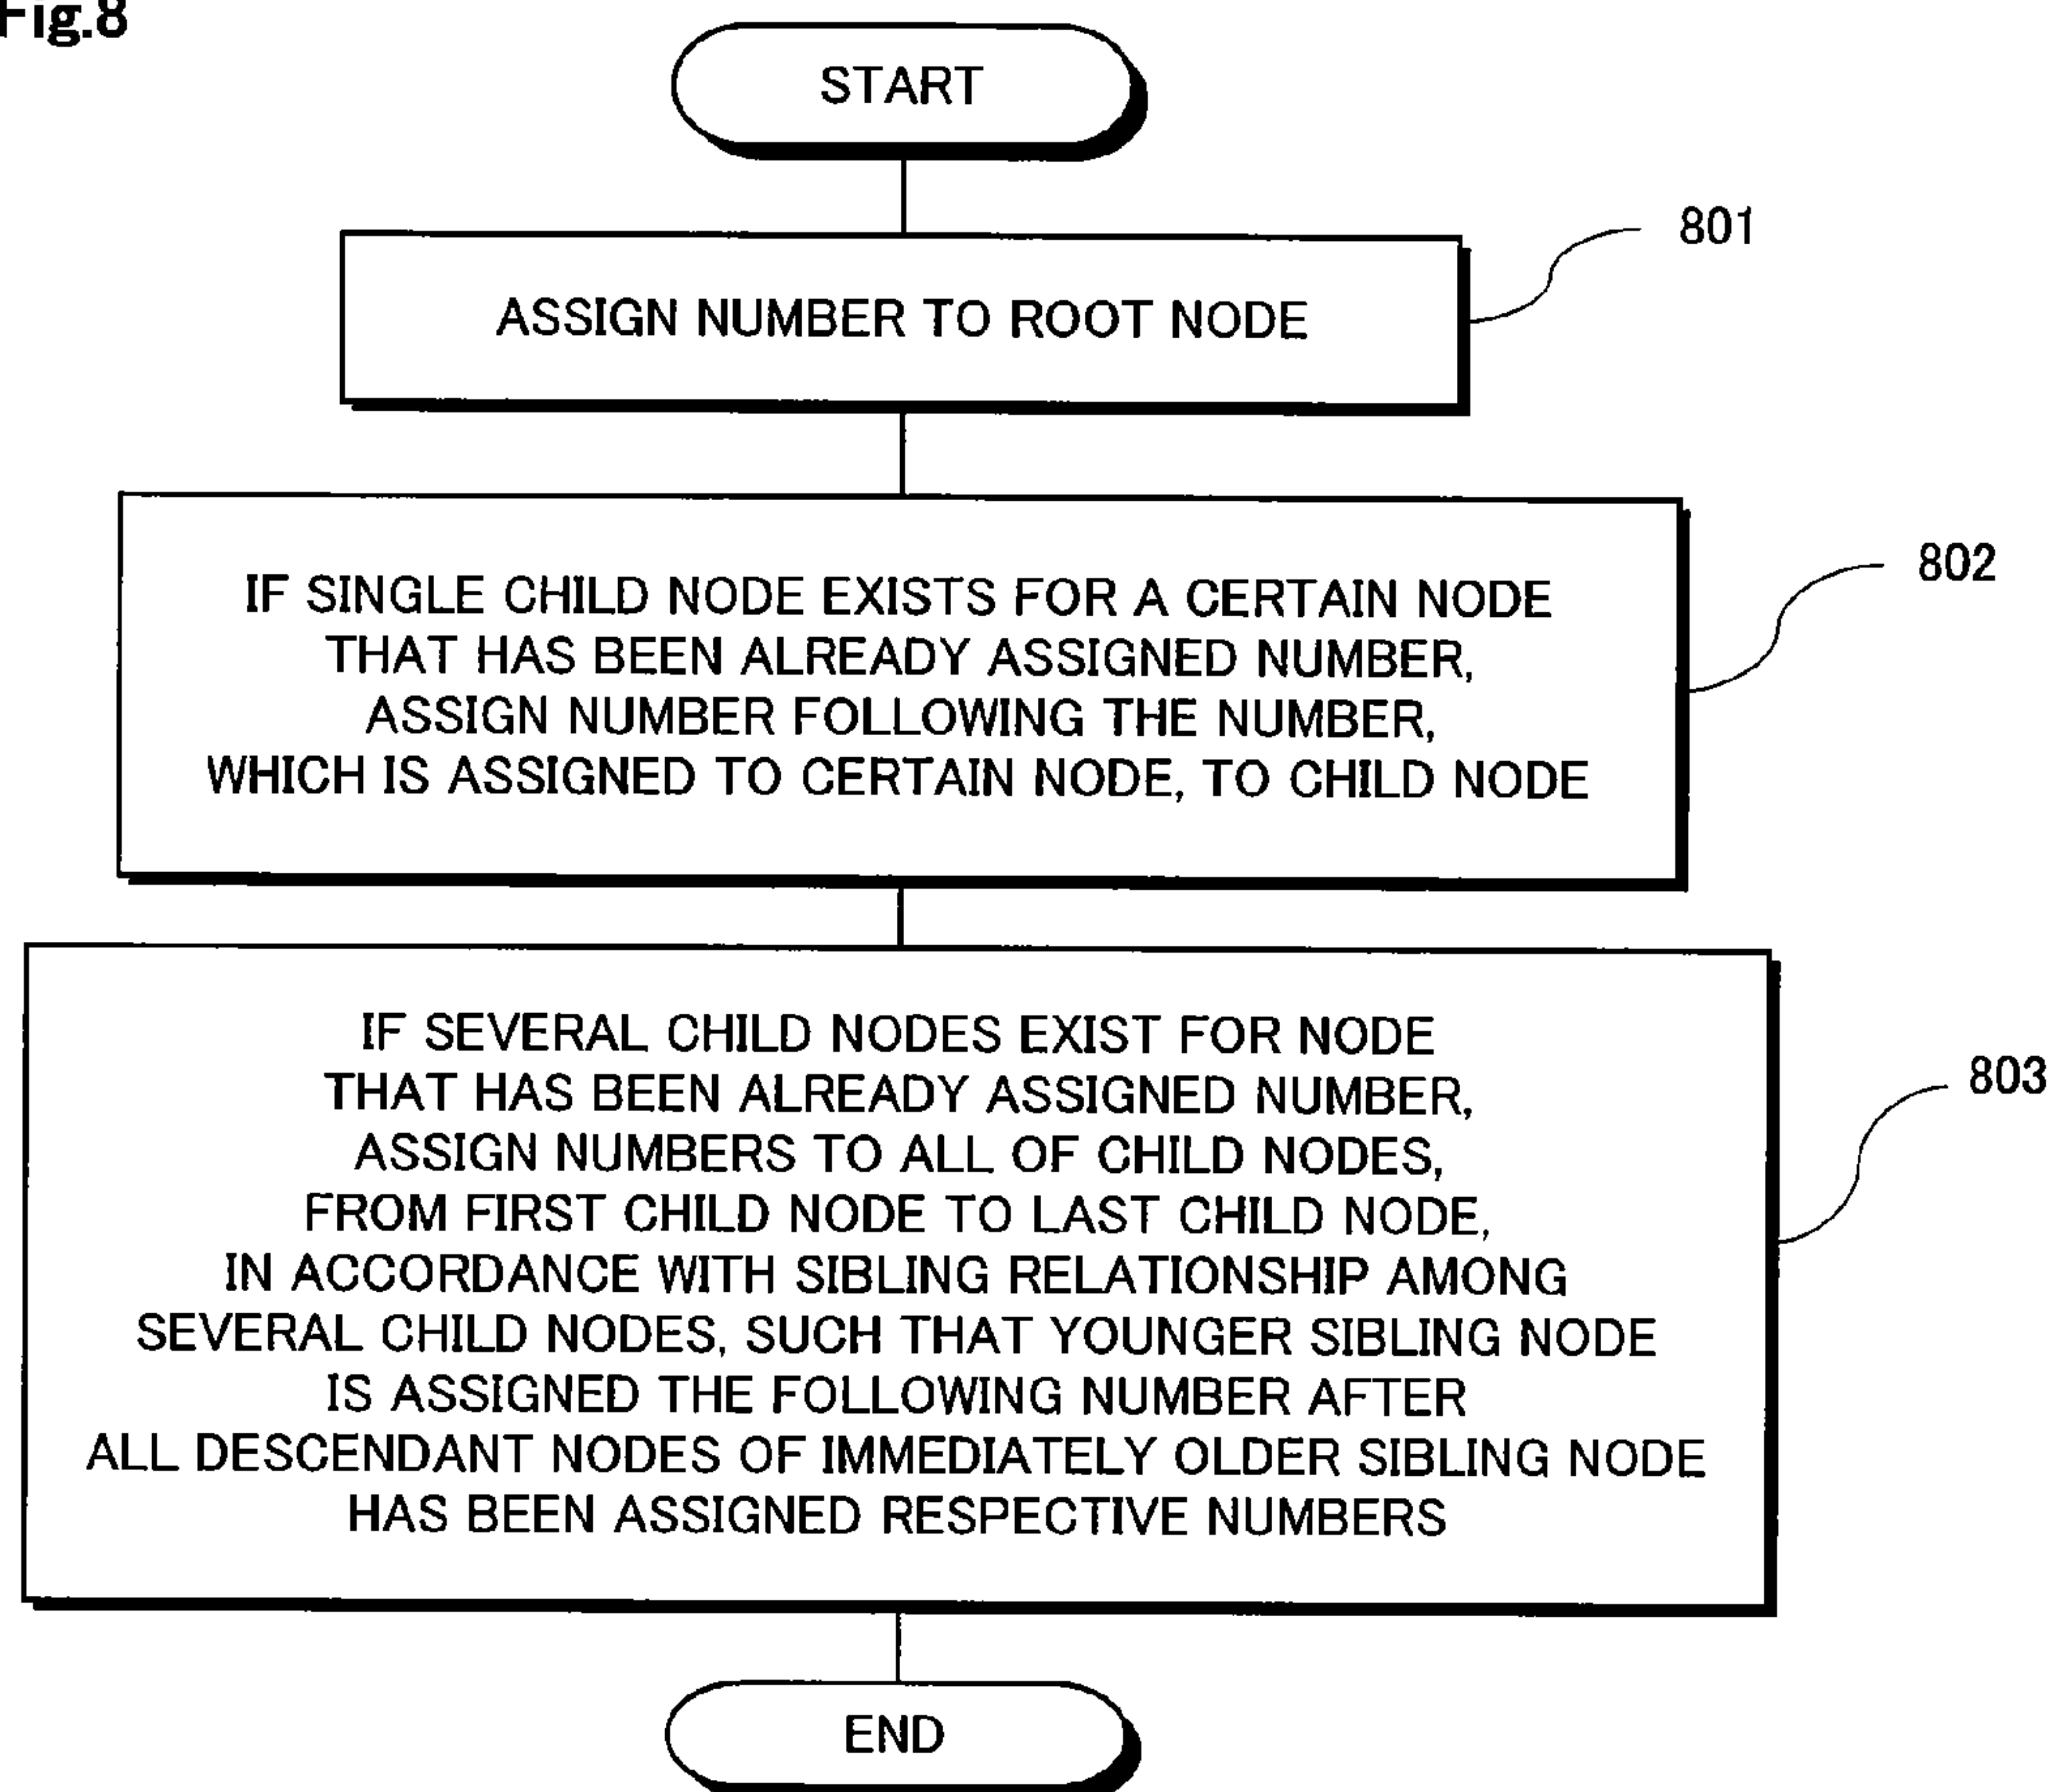 Fig.8
START
ASSIGN NUMBER TO ROOT NODE
801
IF SINGLE CHILD NODE EXISTS FOR A CERTAIN NODE
THAT HAS BEEN ALREADY ASSIGNED NUMBER,
ASSIGN NUMBER FOLLOWING THE NUMBER,
WHICH IS ASSIGNED TO CERTAIN NODE, TO CHILD NODE
802
IF SEVERAL CHILD NODES EXIST FOR NODE
THAT HAS BEEN ALREADY ASSIGNED NUMBER,
ASSIGN NUMBERS TO ALL OF CHILD NODES,
FROM FIRST CHILD NODE TO LAST CHILD NODE,
IN ACCORDANCE WITH SIBLING RELATIONSHIP AMONG
SEVERAL CHILD NODES, SUCH THAT YOUNGER SIBLING NODE
IS ASSIGNED THE FOLLOWING NUMBER AFTER
ALL DESCENDANT NODES OF IMMEDIATELY OLDER SIBLING NODE
HAS BEEN ASSIGNED RESPECTIVE NUMBERS
803
END